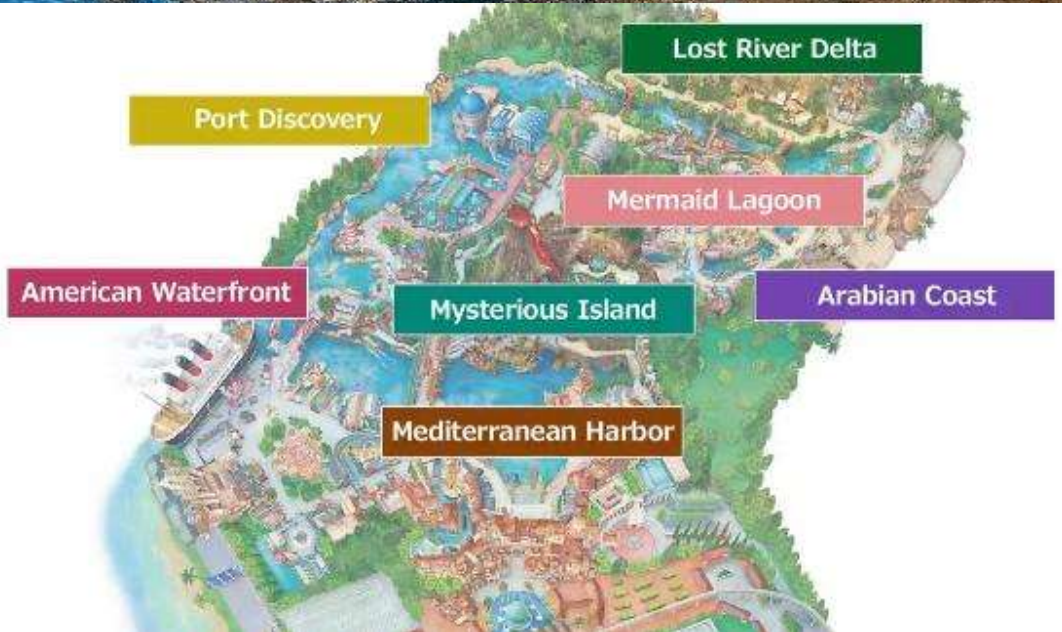 Lost River Delta
Port Discovery
Mermaid Lagoon
American Waterfront
Mysterious Island
Arabian Coast
Mediterranean Harbor